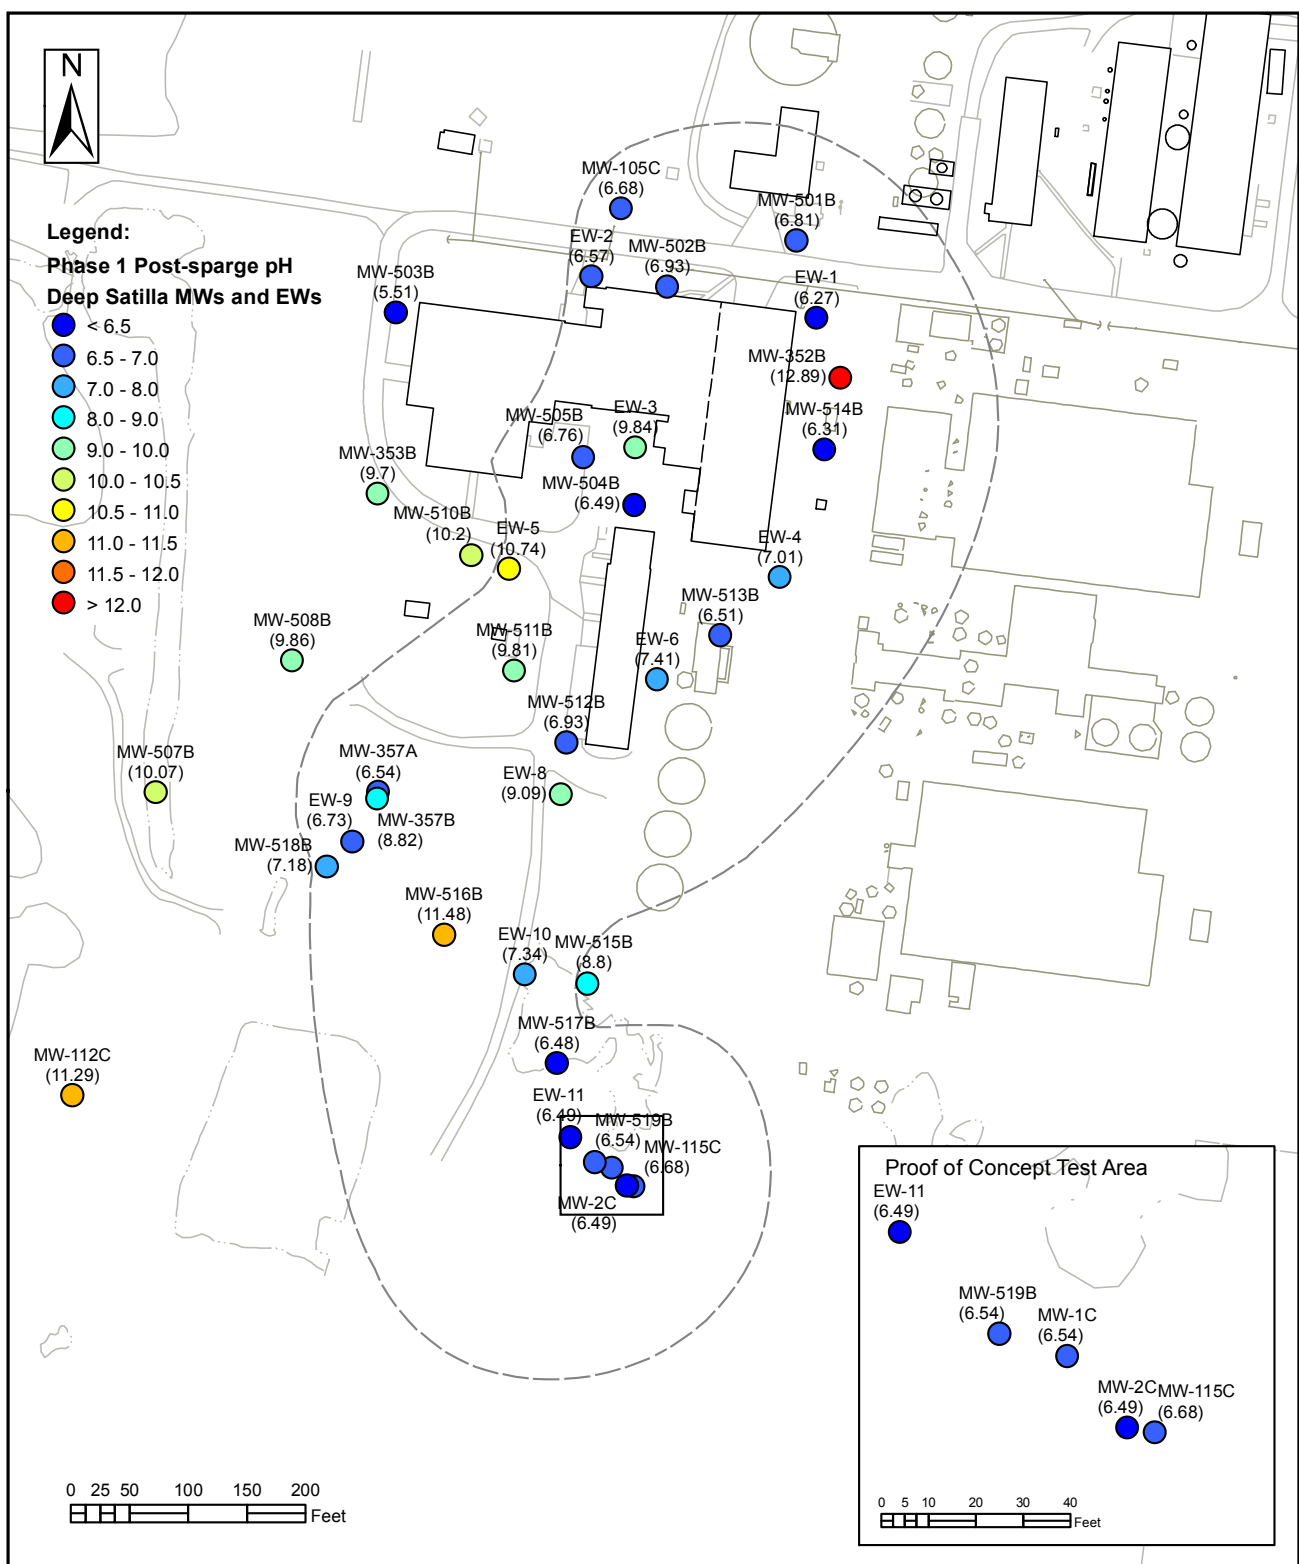 N
Legend:
Phase 1 Post-sparge pH
Deep Satilla MWs and EWs
< 6.5
6.5 - 7.0
7.0 - 8.0
8.0 - 9.0
9.0 - 10.0
10.0 - 10.5
10.5 - 11.0
11.0 - 11.5
11.5 - 12.0
> 12.0
MW-105C
(6.68)
MW-501B
(6.81)
EW-2
(6.57)
MW-502B
(6.93)
MW-503B
(5.51)
EW-1
(6.27)
MW-352B
(12.89)
MW-514B
(6.31)
MW-505B
(6.76)
EW-3
(9.84)
MW-353B
(9.7)
MW-504B
(6.49)
MW-510B
(10.2)
EW-5
(10.74)
EW-4
(7.01)
MW-513B
(6.51)
MW-508B
(9.86)
MW-511B
(9.81)
EW-6
(7.41)
MW-512B
(6.93)
MW-507B
(10.07)
MW-357A
(6.54)
EW-8
(9.09)
EW-9
(6.73)
MW-357B
(8.82)
MW-518B
(7.18)
MW-516B
(11.48)
EW-10
(7.34)
MW-515B
(8.8)
MW-517B
(6.48)
MW-112C
(11.29)
EW-11
(6.49)
MW-519B
(6.54)
MW-115C
(6.68)
MW-2C
(6.49)
Proof of Concept Test Area
EW-11
(6.49)
MW-519B
(6.54)
MW-1C
(6.54)
MW-2C
(6.49)
MW-115C
(6.68)
0 25 50 100 150 200
Feet
0 5 10 20 30 40
Feet